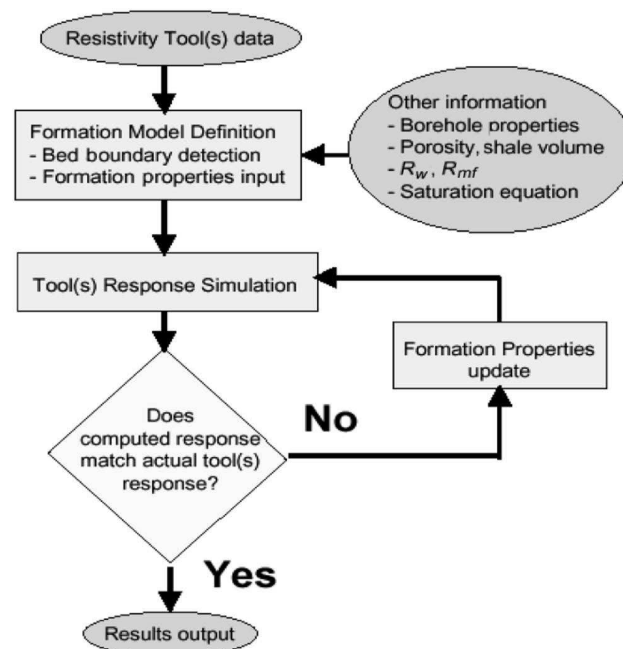 Resistivity Tool(s) data
Formation Model Definition
- Bed boundary detection
- Formation properties input
Other information
- Borehole properties
- Porosity, shale volume
- Rw, Rmf
- Saturation equation
Tool(s) Response Simulation
Formation Properties
update
Does
computed response
match actual tool(s)
response?
No
Yes
Results output